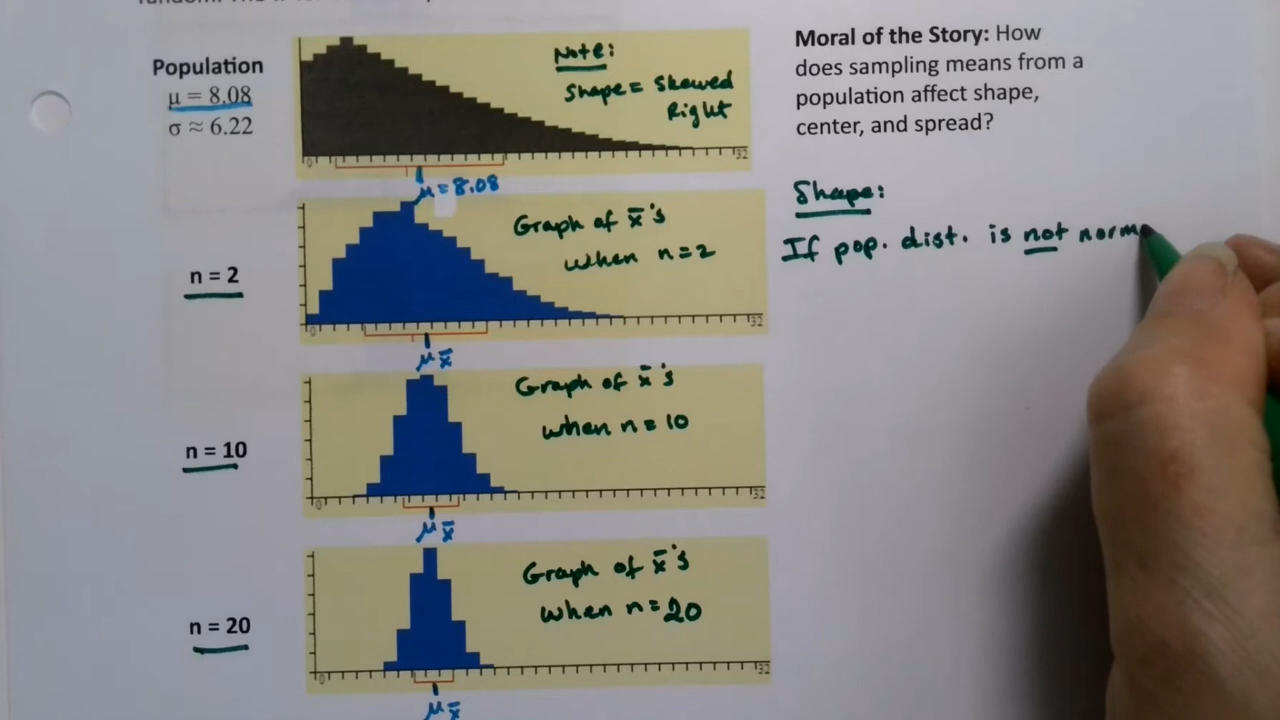 Population
μ = 8.08
σ ≈ 6.22
Note:
Shape = Skewed
Right
0
32
μ = 8.08
n = 2
Graph of x̄'s
when n=2
0
32
μx̄
n = 10
Graph of x̄'s
when n = 10
0
32
μx̄
n = 20
Graph of x̄'s
when n=20
0
32
μx̄
Moral of the Story: How
does sampling means from a
population affect shape,
center, and spread?
Shape:
If pop. dist. is not norm